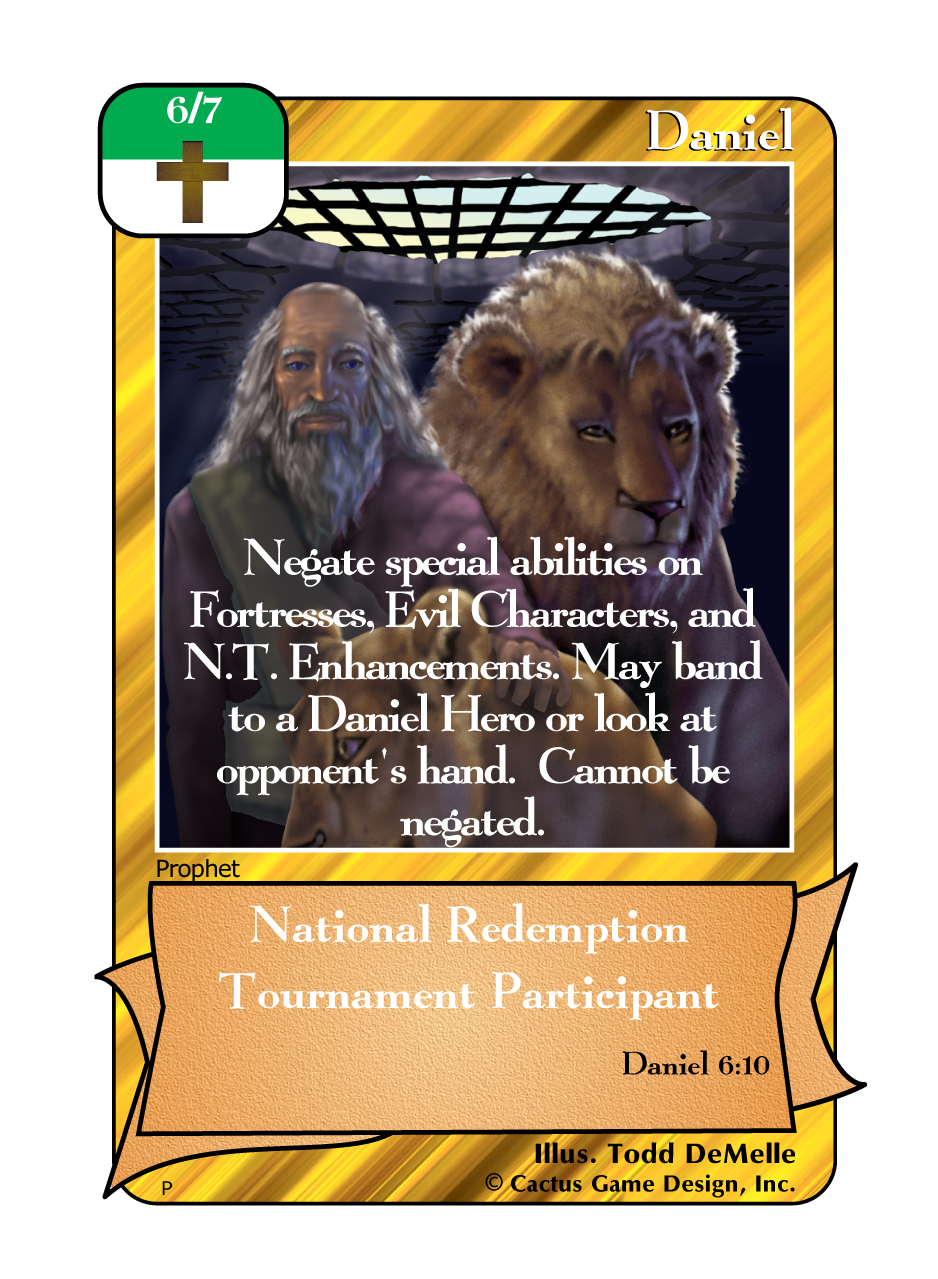 6/7
Daniel
Negate special abilities on
Fortresses, Evil Characters, and
N.T. Enhancements. May band
to a Daniel Hero or look at
opponent's hand. Cannot be
negated.
Prophet
National Redemption
Tournament Participant
Daniel 6:10
Illus. Todd DeMelle
© Cactus Game Design, Inc.
P